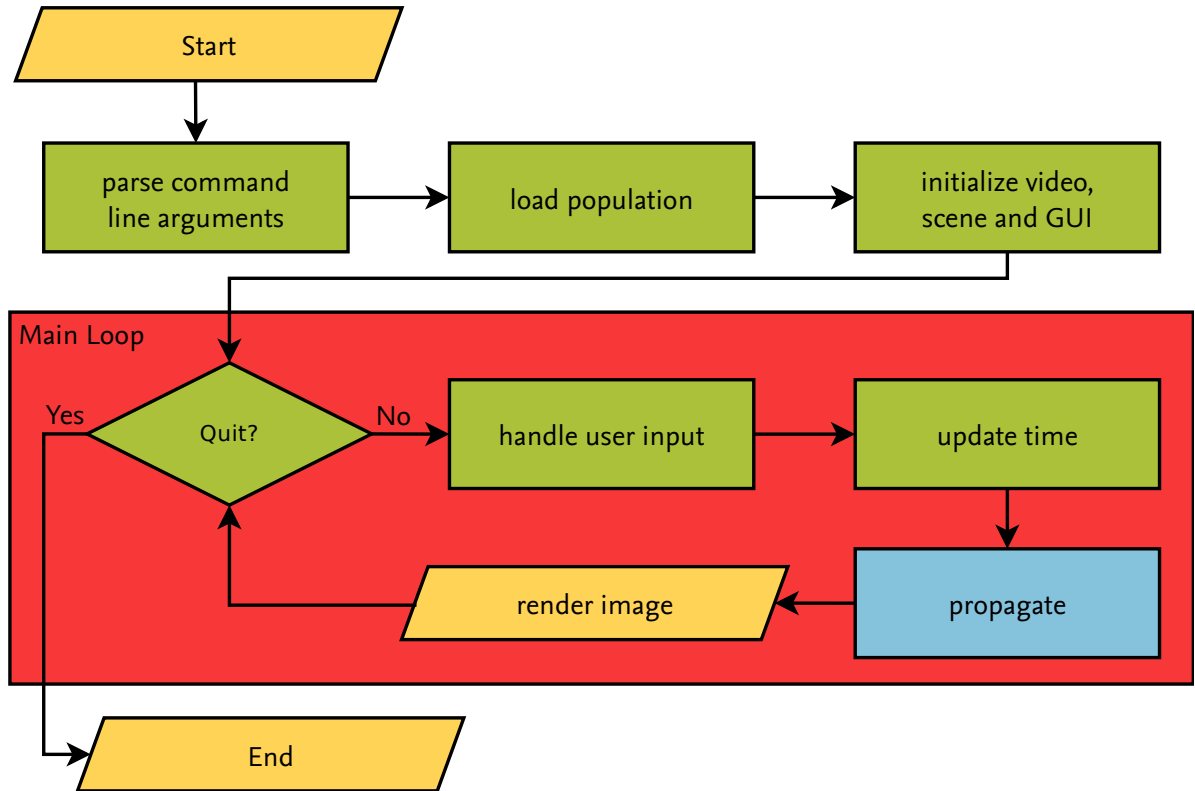 Start
parse command
line arguments
load population
initialize video,
scene and GUI
Main Loop
Yes
Quit?
No
handle user input
update time
render image
propagate
End